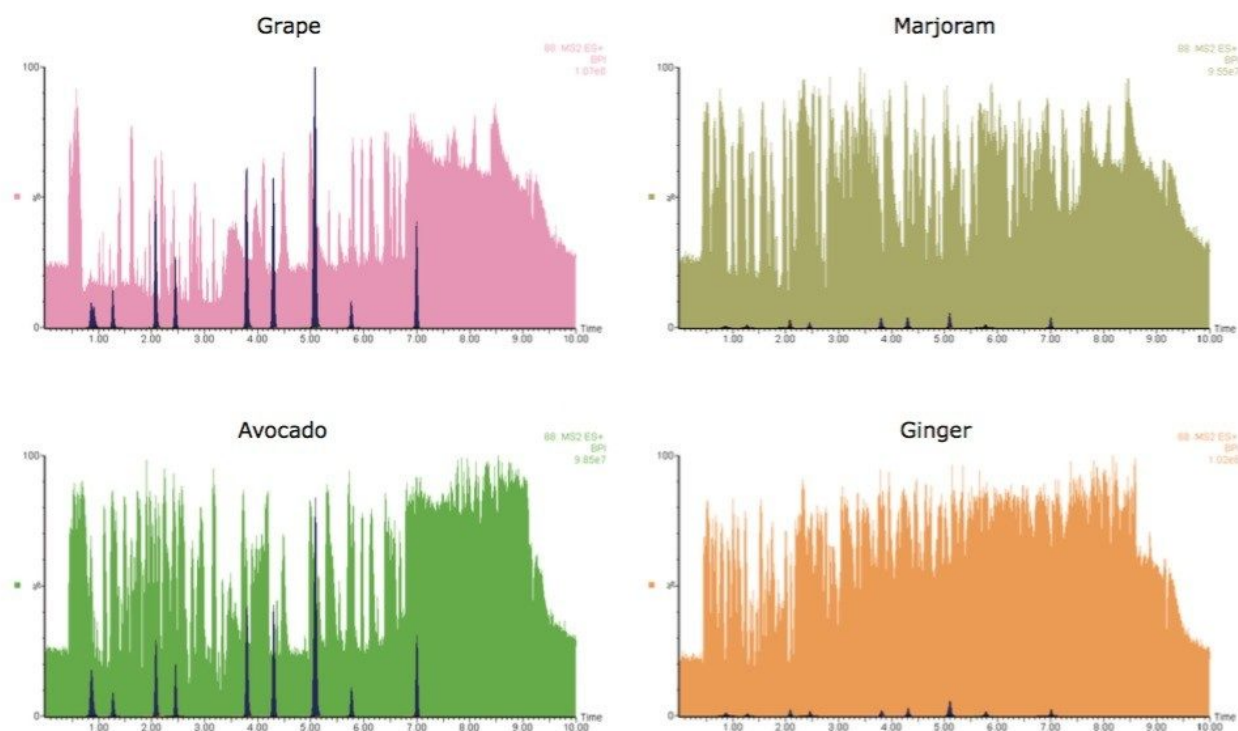 Grape
88: MS2 ES+
BPI
1.07e8
100
%
0
1.00 2.00 3.00 4.00 5.00 6.00 7.00 8.00 9.00 10.00
Time
Marjoram
88: MS2 ES+
BPI
9.55e7
100
%
0
1.00 2.00 3.00 4.00 5.00 6.00 7.00 8.00 9.00 10.00
Time
Avocado
88: MS2 ES+
BPI
9.85e7
100
%
0
1.00 2.00 3.00 4.00 5.00 6.00 7.00 8.00 9.00 10.00
Time
Ginger
88: MS2 ES+
BPI
1.02e8
100
%
0
1.00 2.00 3.00 4.00 5.00 6.00 7.00 8.00 9.00 10.00
Time